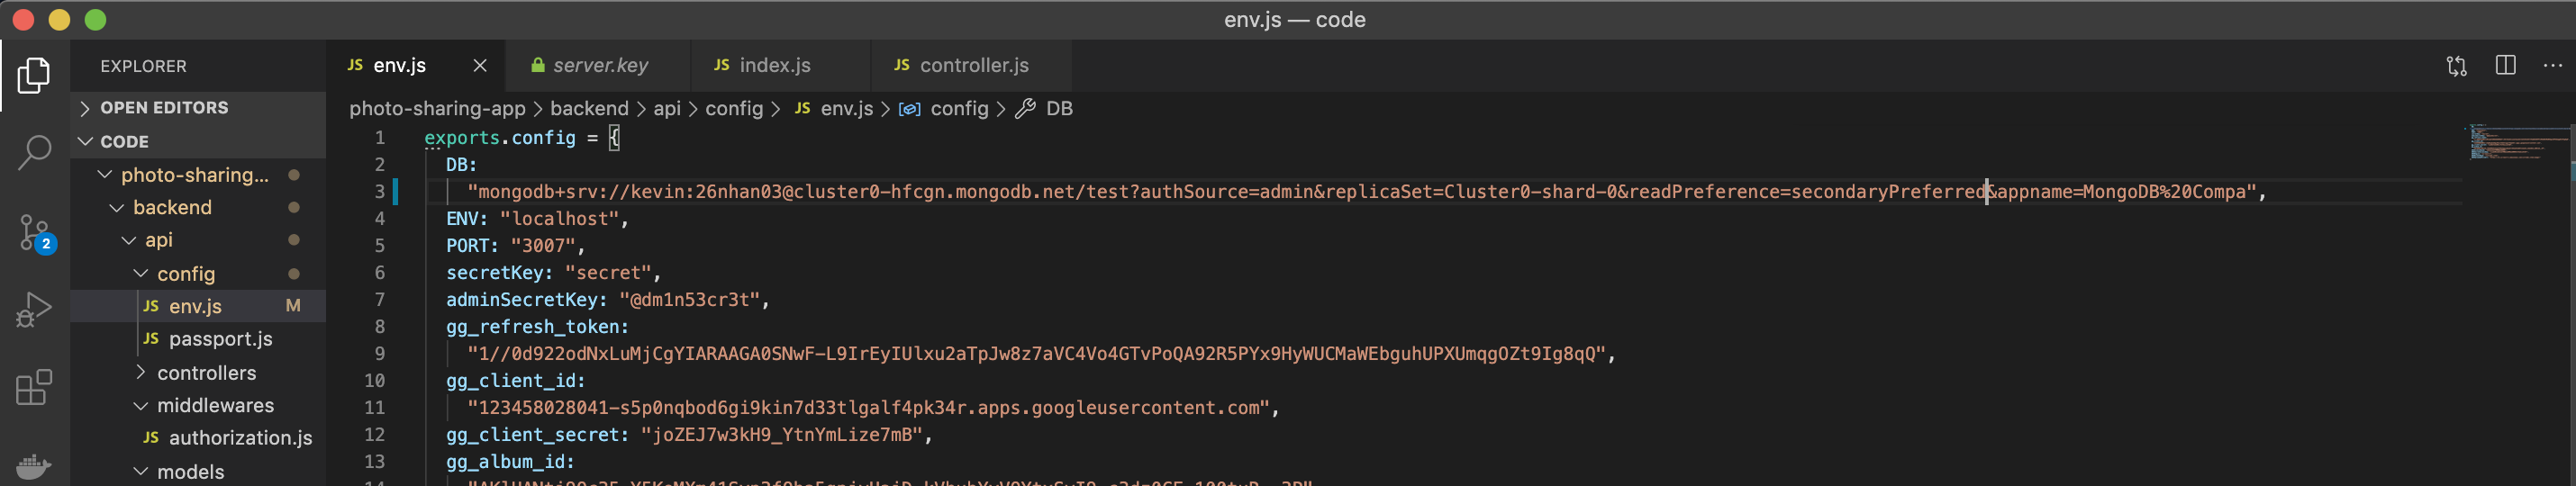 env.js — code
EXPLORER
JS env.js
server.key
JS index.js
JS controller.js
OPEN EDITORS
CODE
photo-sharing...
backend
api
config
JS env.js M
JS passport.js
controllers
middlewares
JS authorization.js
models
2
photo-sharing-app > backend > api > config > JS env.js > config > DB
1 exports.config = {
2 DB:
3 "mongodb+srv://kevin:26nhan03@cluster0-hfcgn.mongodb.net/test?authSource=admin&replicaSet=Cluster0-shard-0&readPreference=secondaryPreferred&appname=MongoDB%20Compa",
4 ENV: "localhost",
5 PORT: "3007",
6 secretKey: "secret",
7 adminSecretKey: "@dm1n53cr3t",
8 gg_refresh_token:
9 "1//0d922odNxLuMjCgYIARAAGA0SNwF-L9IrEyIUlxu2aTpJw8z7aVC4Vo4GTvPoQA92R5PYx9HyWUCMaWEbguhUPXUmqgOZt9Ig8qQ",
10 gg_client_id:
11 "123458028041-s5p0nqbod6gi9kin7d33tlgalf4pk34r.apps.googleusercontent.com",
12 gg_client_secret: "joZEJ7w3kH9_YtnYmLize7mB",
13 gg_album_id:
14